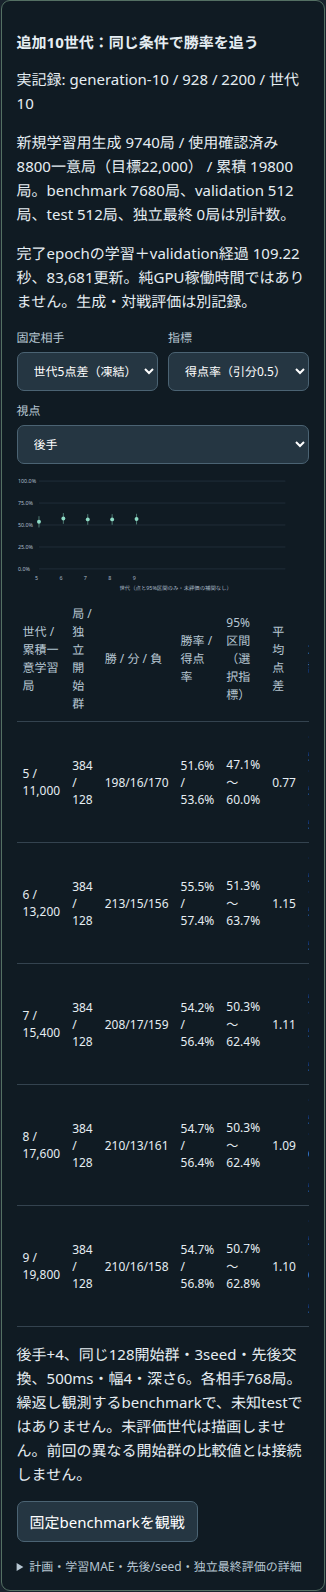 追加10世代：同じ条件で勝率を追う
実記録: generation-10 / 928 / 2200 / 世代
10
新規学習用生成 9740局 / 使用確認済み
8800一意局（目標22,000） / 累積 19800
局。benchmark 7680局、validation 512
局、test 512局、独立最終 0局は別計数。
完了epochの学習＋validation経過 109.22
秒、83,681更新。純GPU稼働時間ではあり
ません。生成・対戦評価は別記録。
固定相手
指標
世代5点差（凍結）
得点率（引分0.5）
視点
後手
100.0%
75.0%
50.0%
25.0%
0.0%
5 6 7 8 9
世代（点と95%区間のみ・未評価の補間なし）
世代 /
累積一
意学習
局
局 /
独
立
開
始
群
勝 / 分 / 負
勝率 /
得点
率
95%
区間
（選
択指
標）
平
均
点
差
5 /
11,000
384
/
128
198/16/170
51.6%
/
53.6%
47.1%
〜
60.0%
0.77
6 /
13,200
384
/
128
213/15/156
55.5%
/
57.4%
51.3%
〜
63.7%
1.15
7 /
15,400
384
/
128
208/17/159
54.2%
/
56.4%
50.3%
〜
62.4%
1.11
8 /
17,600
384
/
128
210/13/161
54.7%
/
56.4%
50.3%
〜
62.4%
1.09
9 /
19,800
384
/
128
210/16/158
54.7%
/
56.8%
50.7%
〜
62.8%
1.10
後手+4、同じ128開始群・3seed・先後交
換、500ms・幅4・深さ6。各相手768局。
繰返し観測するbenchmarkで、未知testで
はありません。未評価世代は描画しませ
ん。前回の異なる開始群の比較値とは接続
しません。
固定benchmarkを観戦
▶ 計画・学習MAE・先後/seed・独立最終評価の詳細